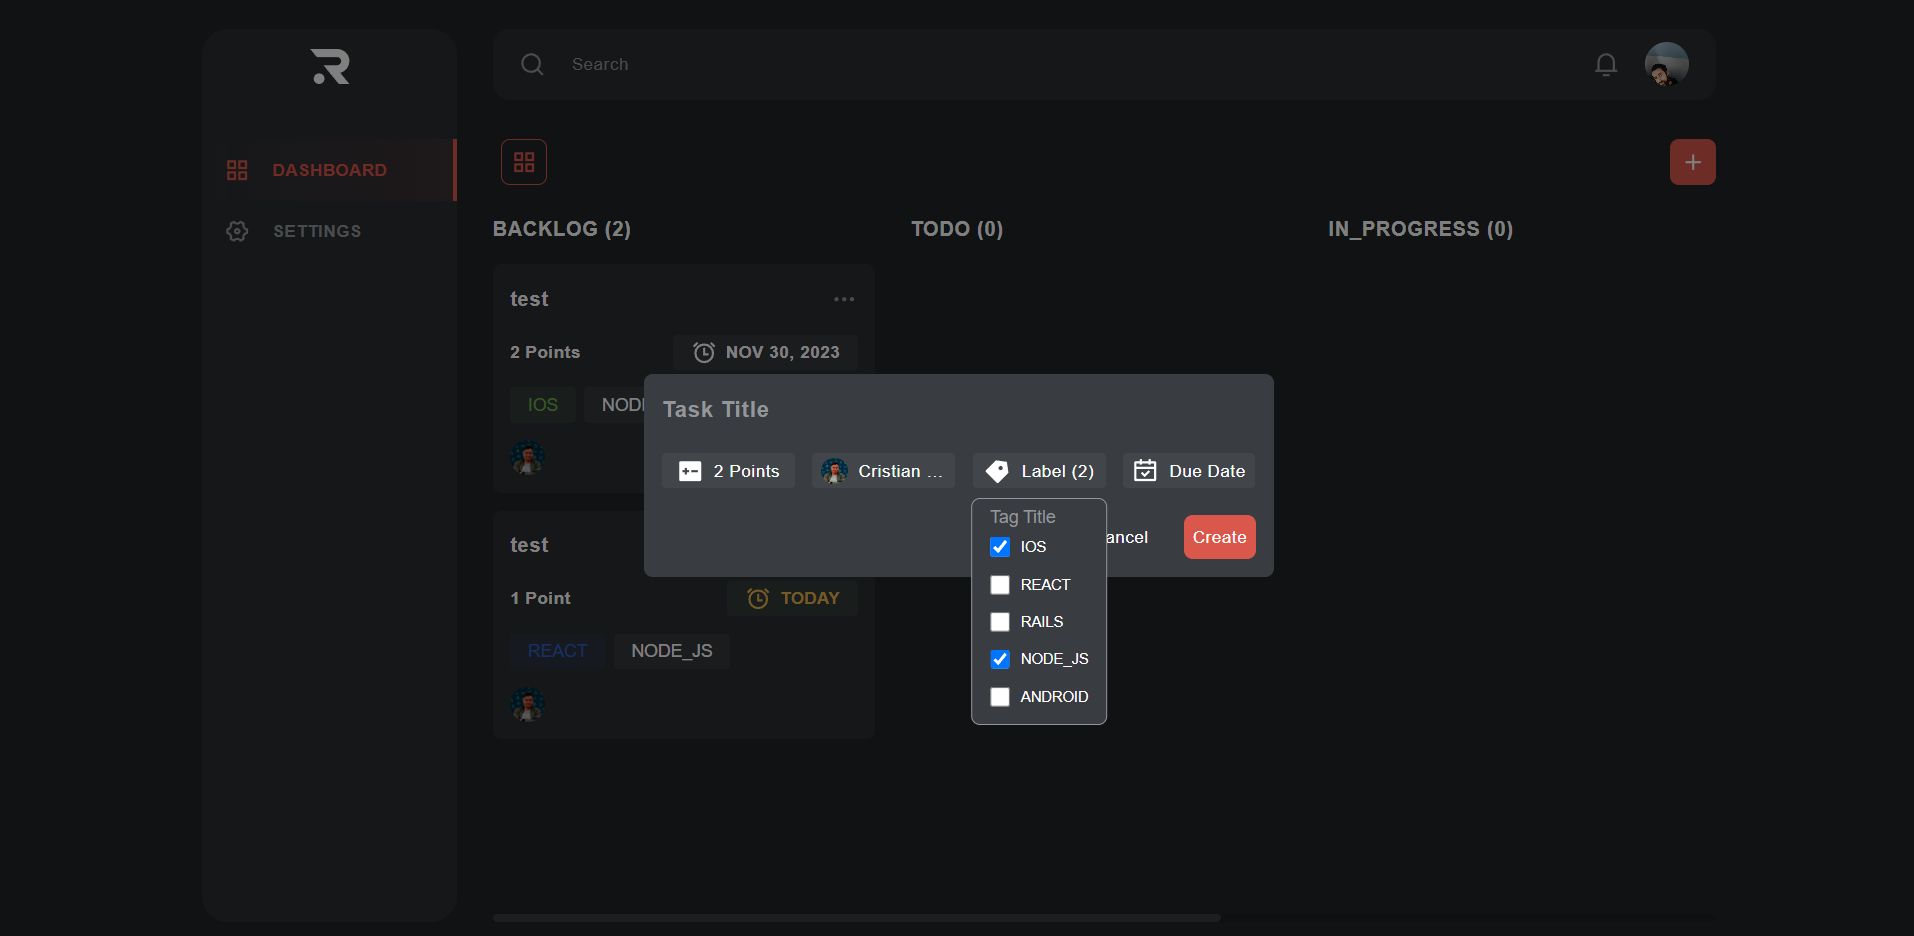 Search
DASHBOARD
SETTINGS
BACKLOG (2)
TODO (0)
IN_PROGRESS (0)
test
2 Points
NOV 30, 2023
IOS
test
1 Point
TODAY
REACT
NODE_JS
Task Title
2 Points
Cristian ...
Label (2)
Due Date
Tag Title
IOS
REACT
RAILS
NODE_JS
ANDROID
Create